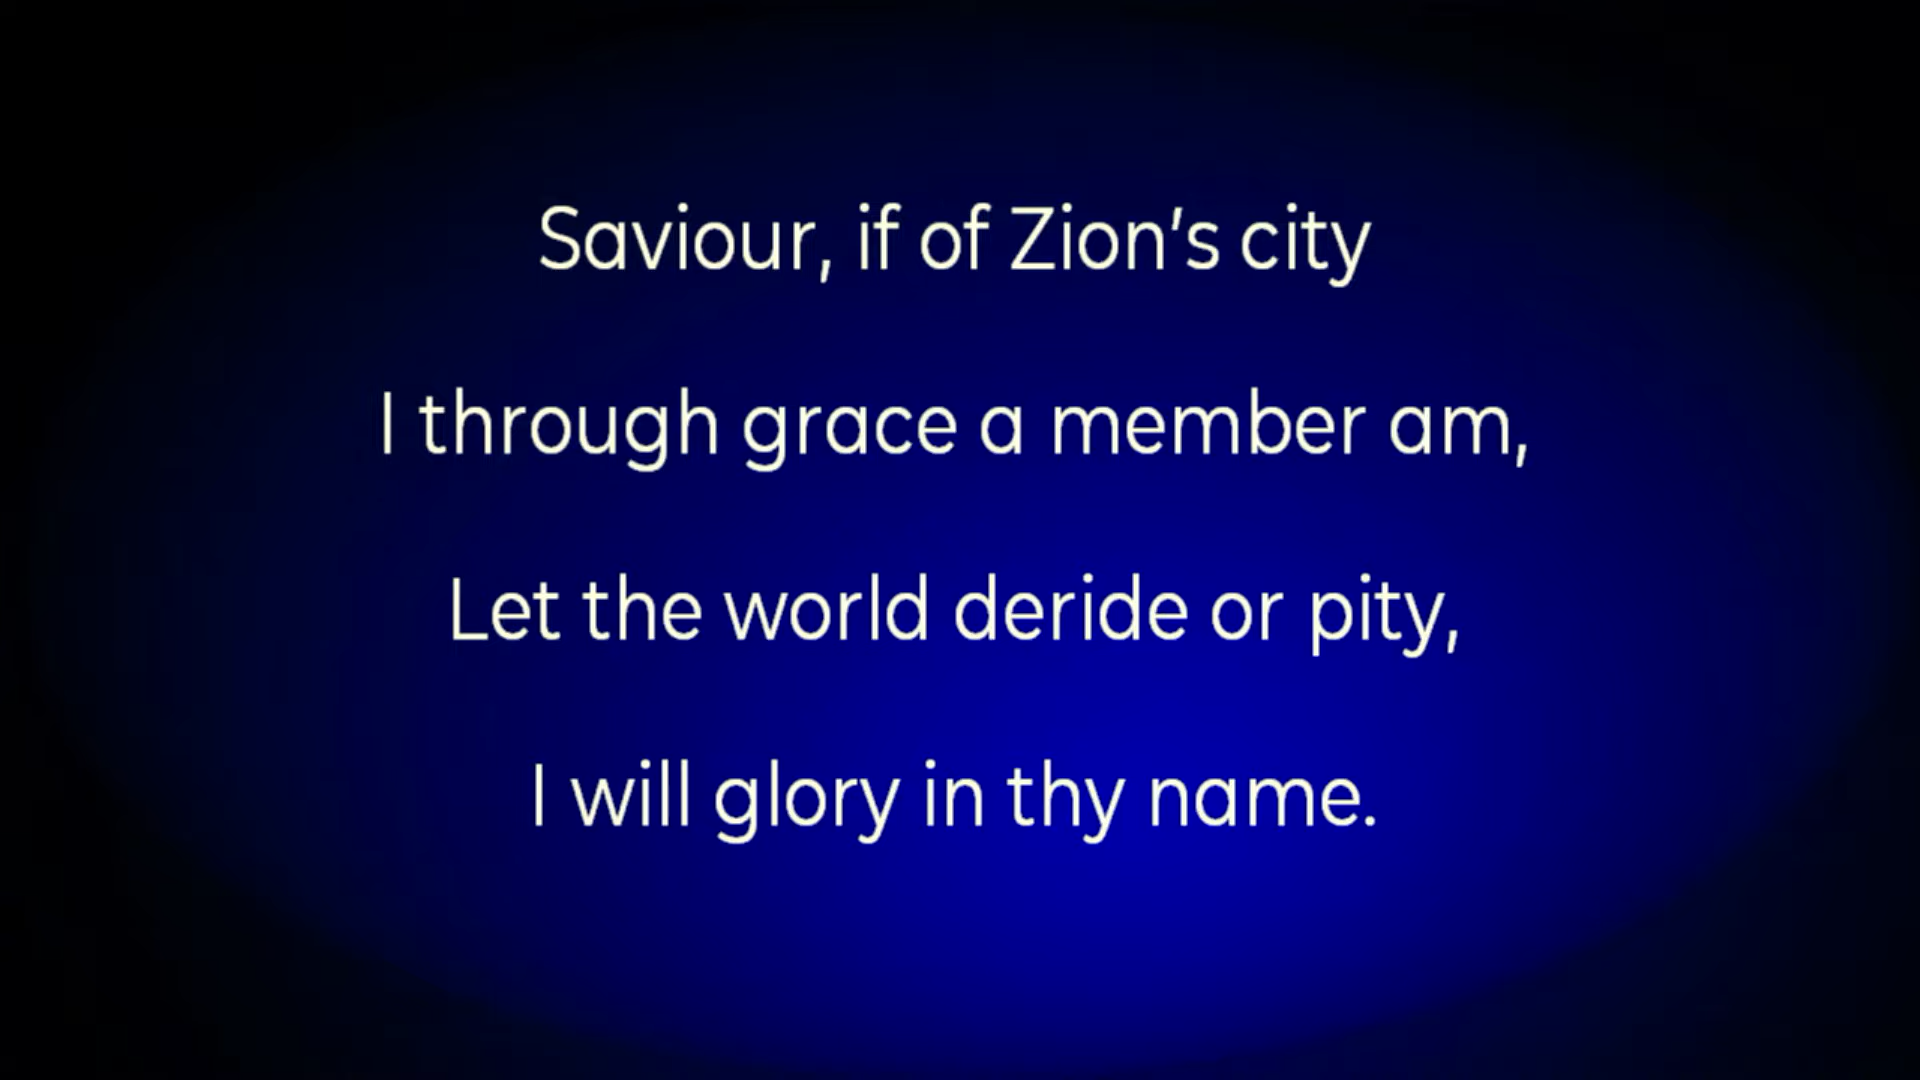 Saviour, if of Zion’s city
I through grace a member am,
Let the world deride or pity,
I will glory in thy name.